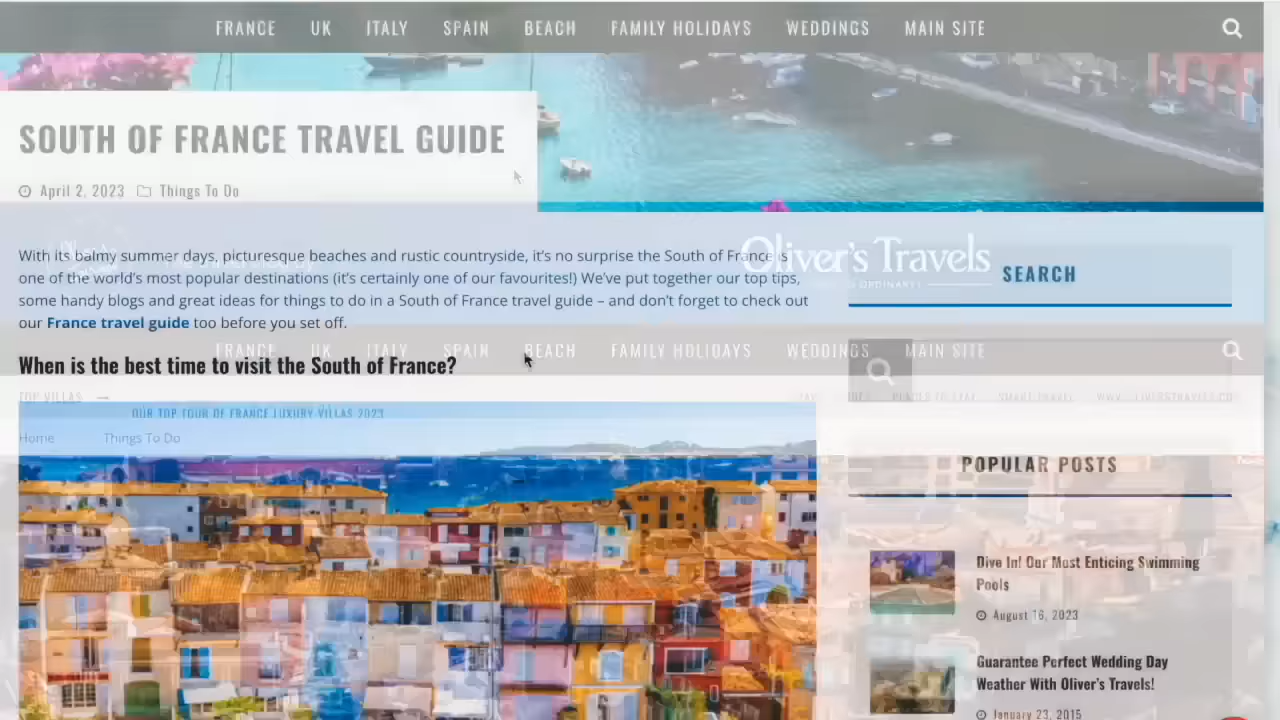 FRANCE UK ITALY SPAIN BEACH FAMILY HOLIDAYS WEDDINGS MAIN SITE
SOUTH OF FRANCE TRAVEL GUIDE
April 2, 2023 Things To Do
With its balmy summer days, picturesque beaches and rustic countryside, it's no surprise the South of France is
one of the world's most popular destinations (it's certainly one of our favourites!) We've put together our top tips,
some handy blogs and great ideas for things to do in a South of France travel guide – and don't forget to check out
our France travel guide too before you set off.
Oliver's Travels
SEARCH
FRANCE UK ITALY SPAIN BEACH FAMILY HOLIDAYS WEDDINGS MAIN SITE
When is the best time to visit the South of France?
TOP VILLAS
PLACES TO STAY SMART TRAVEL
OUR TOP TOUR OF FRANCE LUXURY VILLAS 2023
Home Things To Do
POPULAR POSTS
Dive In! Our Most Enticing Swimming
Pools
August 16, 2023
Guarantee Perfect Wedding Day
Weather With Oliver's Travels!
January 23, 2015